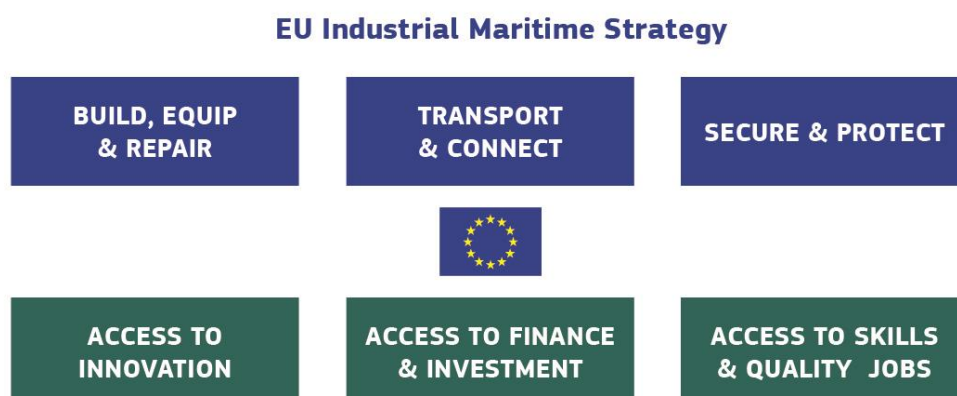 EU Industrial Maritime Strategy
BUILD, EQUIP
& REPAIR
TRANSPORT
& CONNECT
SECURE & PROTECT
ACCESS TO
INNOVATION
ACCESS TO FINANCE
& INVESTMENT
ACCESS TO SKILLS
& QUALITY JOBS